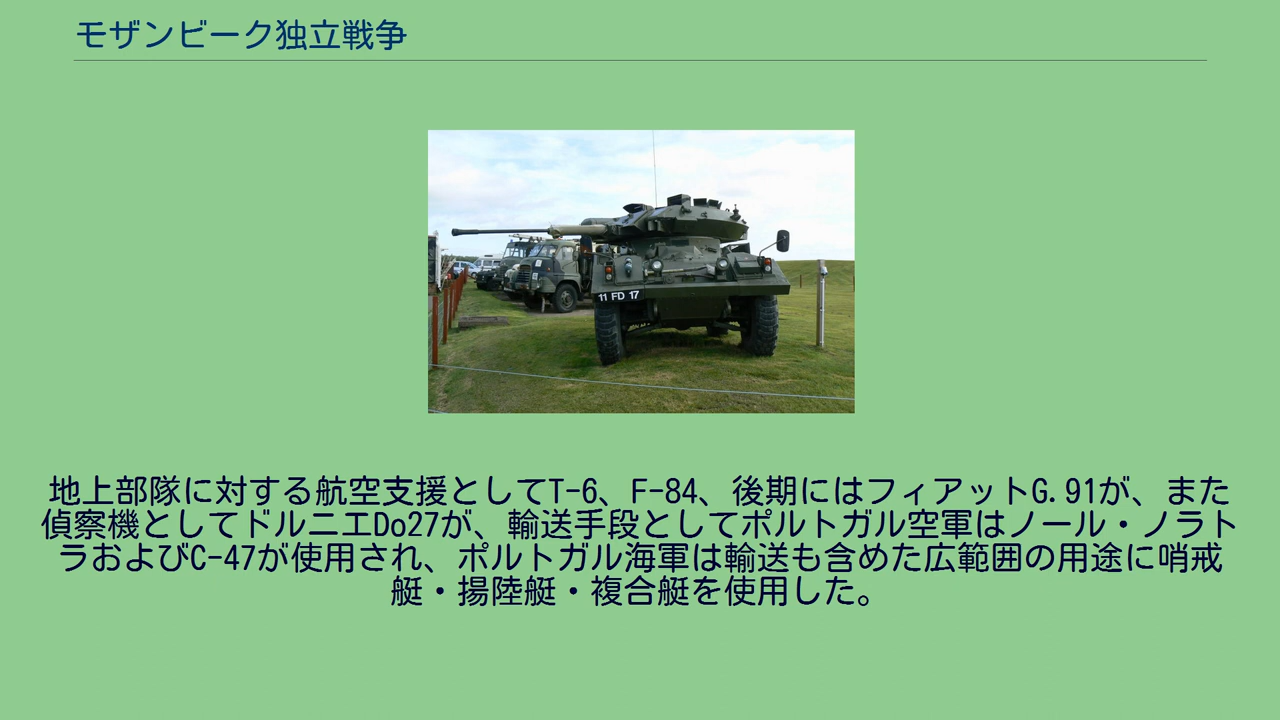 モザンビーク独立戦争
11 FD 17
地上部隊に対する航空支援としてT-6、F-84、後期にはフィアットG.91が、また
偵察機としてドルニエDo27が、輸送手段としてポルトガル空軍はノール・ノラト
ラおよびC-47が使用され、ポルトガル海軍は輸送も含めた広範囲の用途に哨戒
艇・揚陸艇・複合艇を使用した。